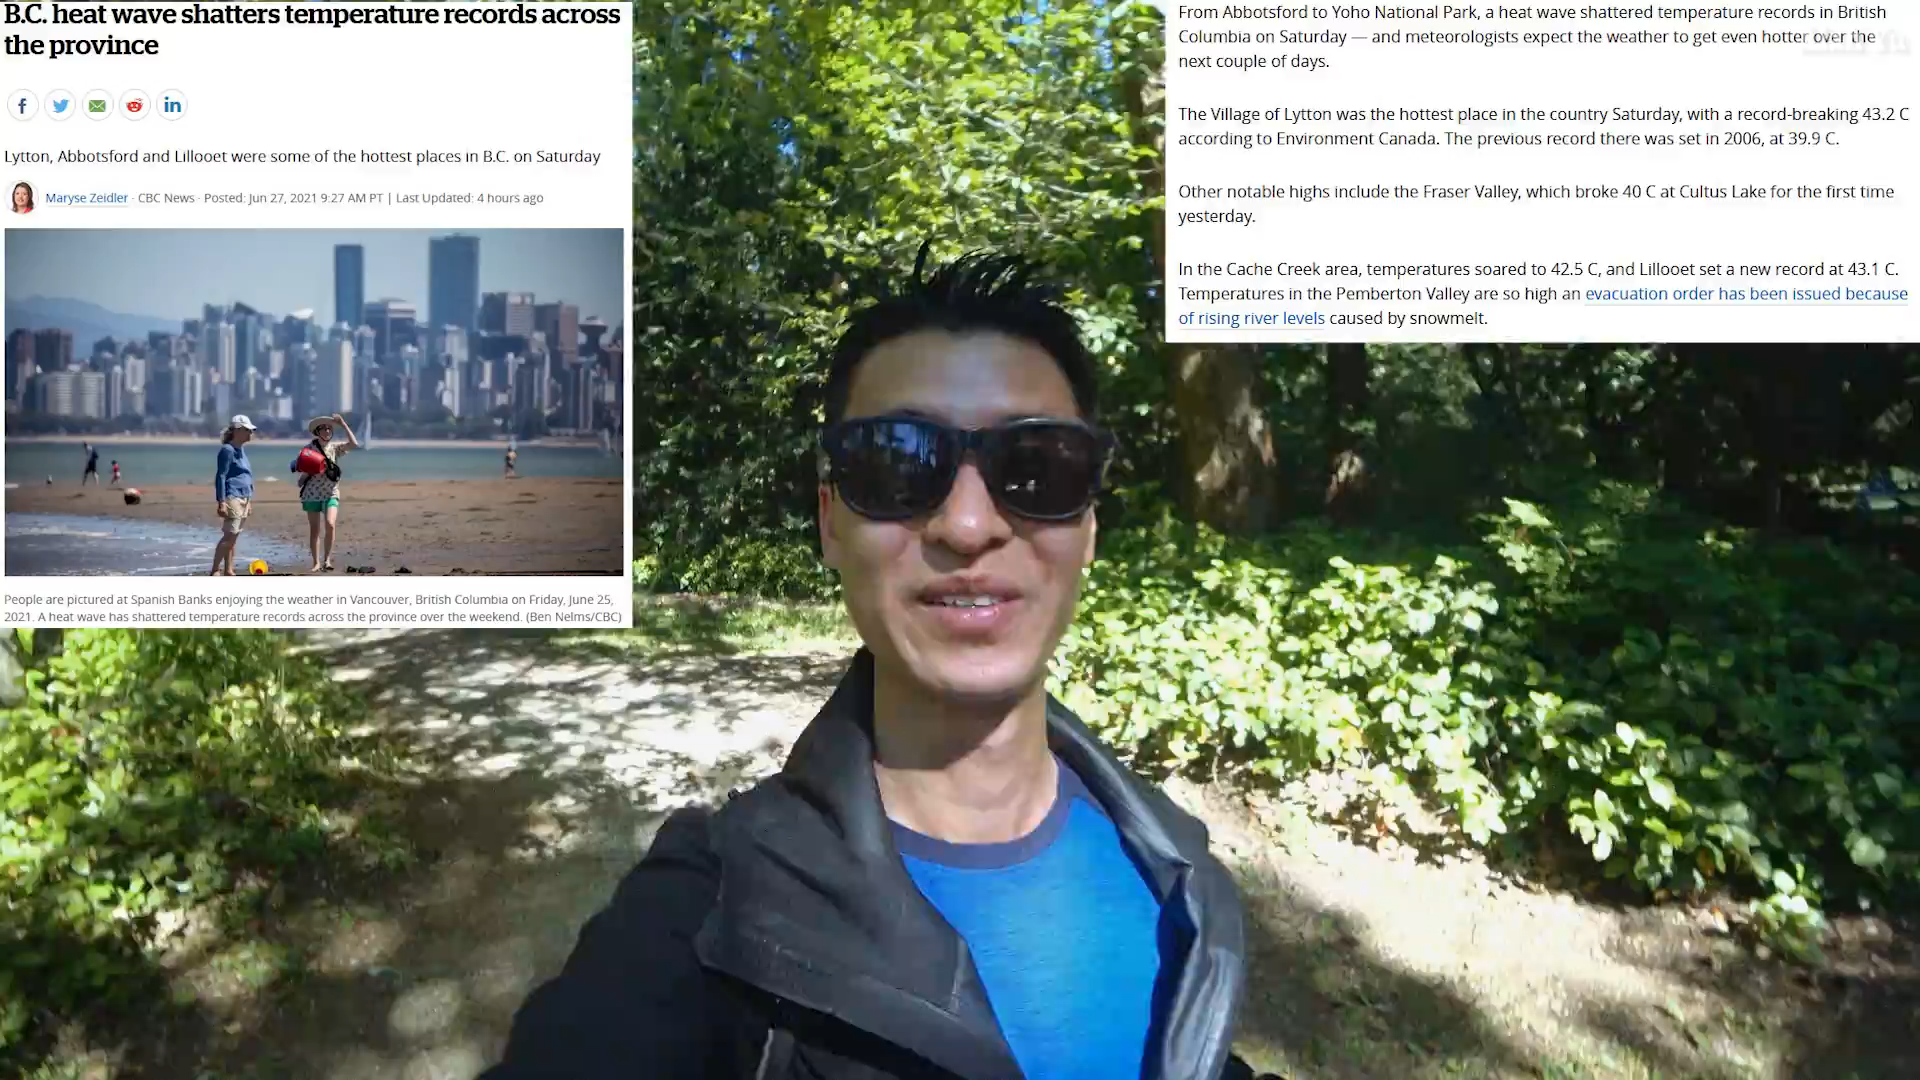 B.C. heat wave shatters temperature records across
the province
Lytton, Abbotsford and Lillooet were some of the hottest places in B.C. on Saturday
Maryse Zeidler · CBC News · Posted: Jun 27, 2021 9:27 AM PT | Last Updated: 4 hours ago
People are pictured at Spanish Banks enjoying the weather in Vancouver, British Columbia on Friday, June 25,
2021. A heat wave has shattered temperature records across the province over the weekend. (Ben Nelms/CBC)
From Abbotsford to Yoho National Park, a heat wave shattered temperature records in British
Columbia on Saturday — and meteorologists expect the weather to get even hotter over the
next couple of days.
The Village of Lytton was the hottest place in the country Saturday, with a record-breaking 43.2 C
according to Environment Canada. The previous record there was set in 2006, at 39.9 C.
Other notable highs include the Fraser Valley, which broke 40 C at Cultus Lake for the first time
yesterday.
In the Cache Creek area, temperatures soared to 42.5 C, and Lillooet set a new record at 43.1 C.
Temperatures in the Pemberton Valley are so high an evacuation order has been issued because
of rising river levels caused by snowmelt.